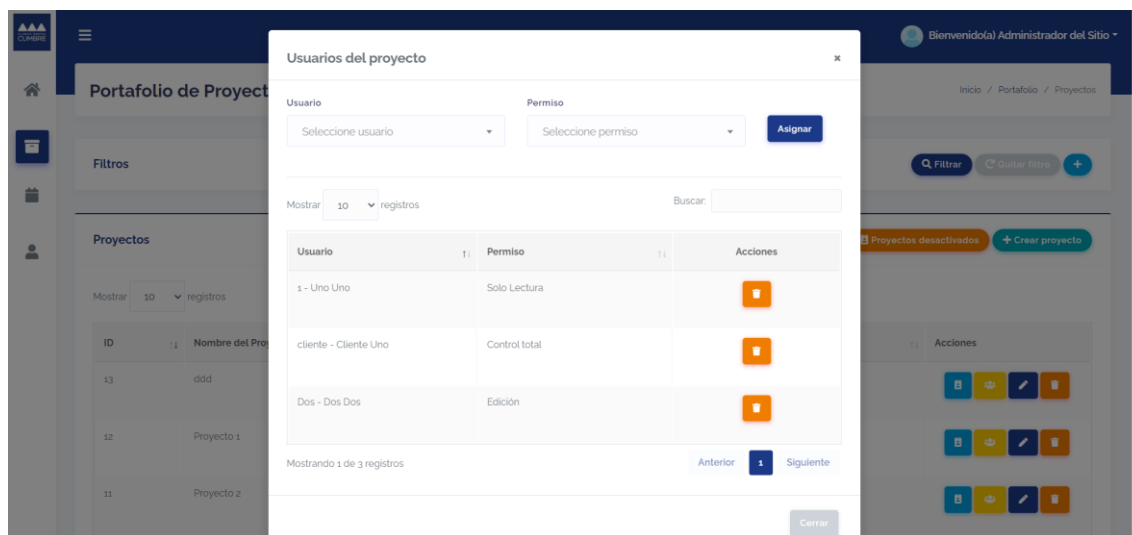 CUMBRE
Bienvenido(a) Administrador del Sitio
Usuarios del proyecto
×
Portafolio de Proyect
Inicio / Portafolio / Proyectos
Usuario
Permiso
Seleccione usuario
Seleccione permiso
Asignar
Filtros
Filtrar
Quitar filtro
+
Mostrar 10 registros
Buscar:
Proyectos
Proyectos desactivados
+ Crear proyecto
Usuario
Permiso
Acciones
1 - Uno Uno
Solo Lectura
Mostrar 10 registros
cliente - Cliente Uno
Control total
ID
Nombre del Proy
Acciones
13
ddd
Dos - Dos Dos
Edición
12
Proyecto 1
Mostrando 1 de 3 registros
Anterior
1
Siguiente
11
Proyecto 2
Cerrar